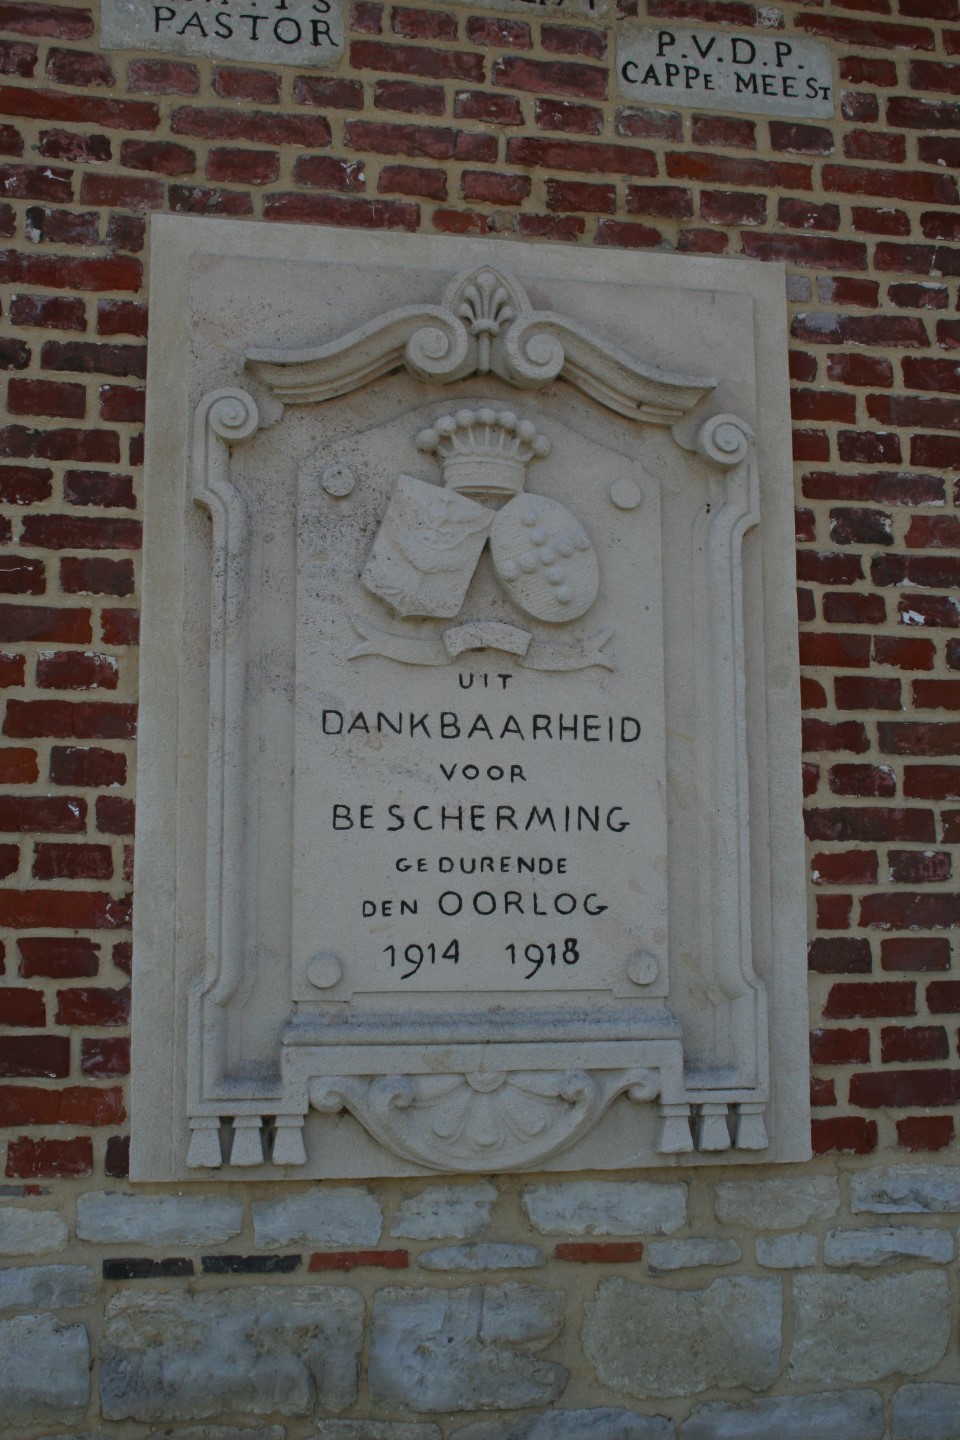 PASTOR
P.V.D.P.
CAPPE MEEST
UIT
DANKBAARHEID
VOOR
BESCHERMING
GEDURENDE
DEN OORLOG
1914 1918